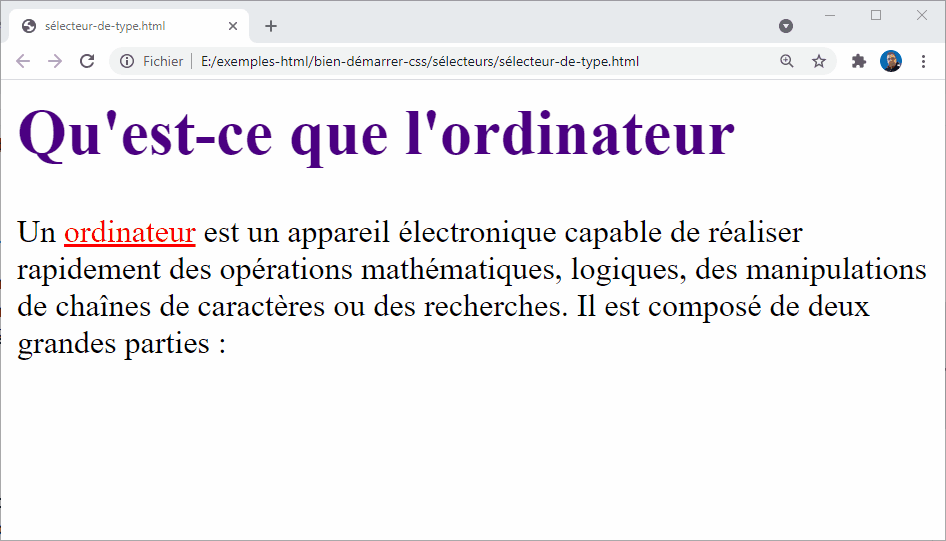 sélecteur-de-type.html
Fichier | E:/exemples-html/bien-démarrer-css/sélecteurs/sélecteur-de-type.html
Qu'est-ce que l'ordinateur
Un ordinateur est un appareil électronique capable de réaliser
rapidement des opérations mathématiques, logiques, des manipulations
de chaînes de caractères ou des recherches. Il est composé de deux
grandes parties :